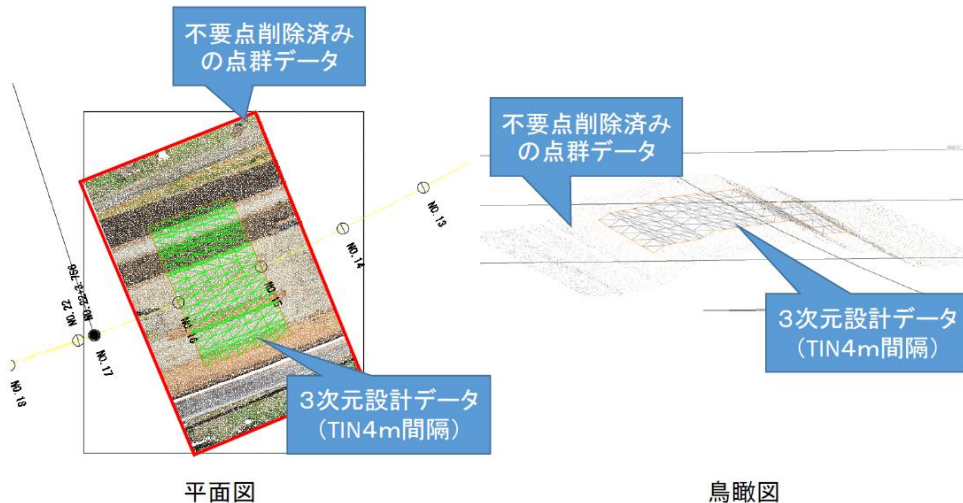 不要点削除済み
の点群データ
NO.13
NO.14
NO.15
NO.16
NO.22+3.756
NO.22
NO.17
NO.18
3次元設計データ
(TIN4m間隔)
平面図
不要点削除済み
の点群データ
3次元設計データ
(TIN4m間隔)
鳥瞰図